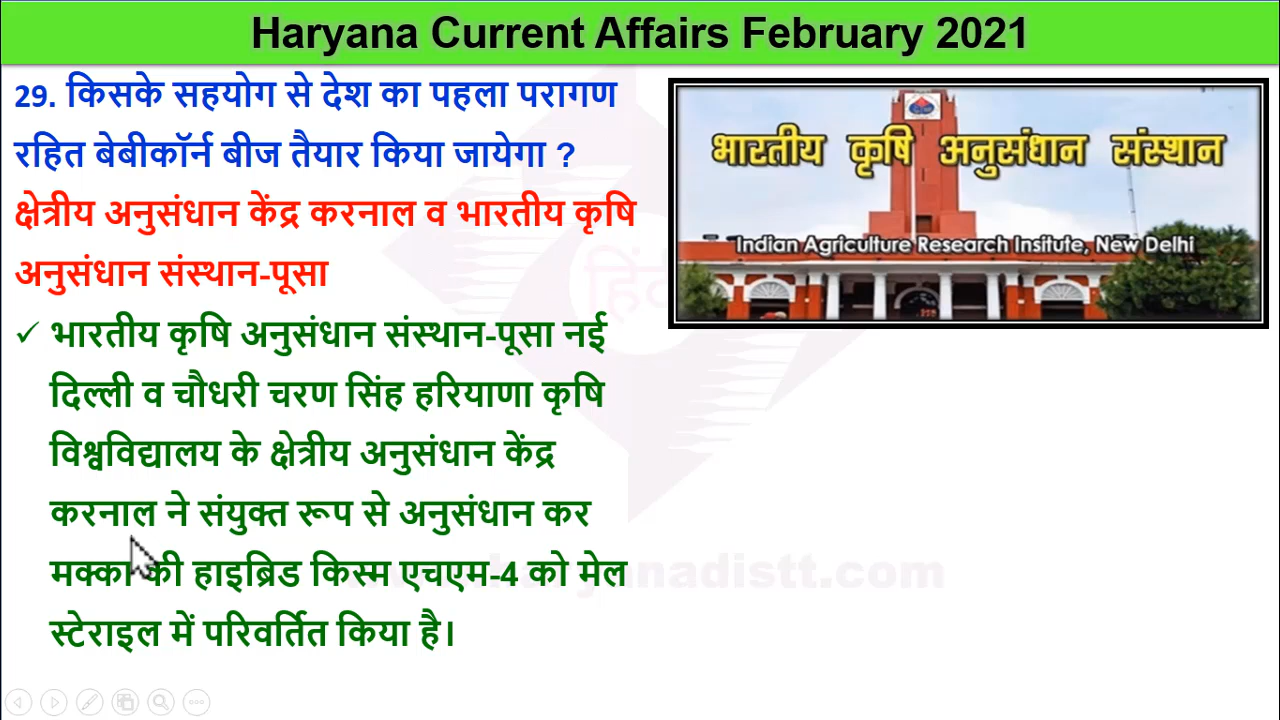 Haryana Current Affairs February 2021
29. किसके सहयोग से देश का पहला परागण
रहित बेबीकॉर्न बीज तैयार किया जायेगा ?
क्षेत्रीय अनुसंधान केंद्र करनाल व भारतीय कृषि
अनुसंधान संस्थान-पूसा
✓ भारतीय कृषि अनुसंधान संस्थान-पूसा नई
दिल्ली व चौधरी चरण सिंह हरियाणा कृषि
विश्वविद्यालय के क्षेत्रीय अनुसंधान केंद्र
करनाल ने संयुक्त रूप से अनुसंधान कर
मक्का की हाइब्रिड किस्म एचएम-4 को मेल
स्टेराइल में परिवर्तित किया है।
भारतीय कृषि अनुसंधान संस्थान
Indian Agriculture Research Insitute, New Delhi